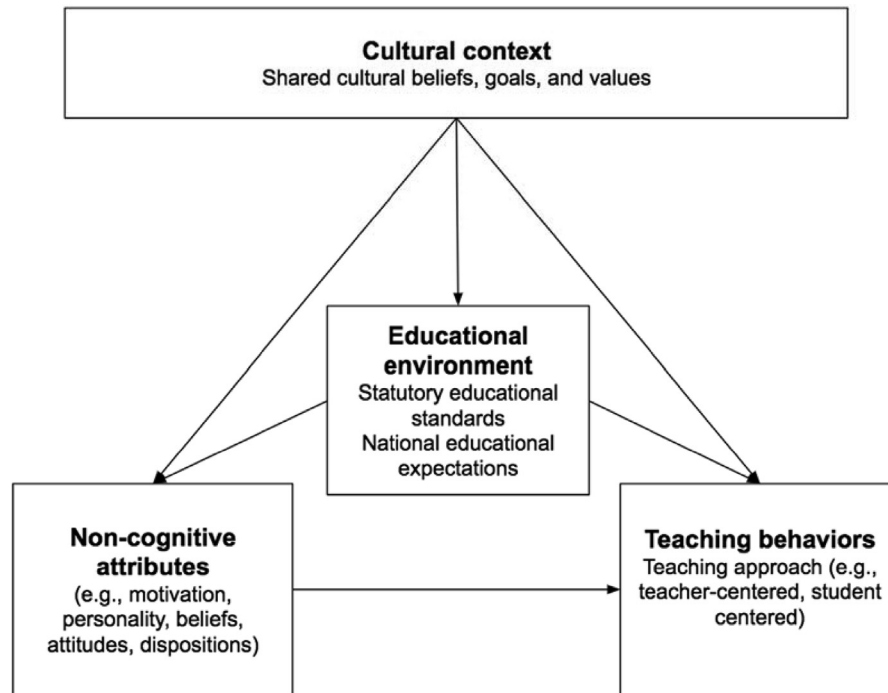 Cultural context
Shared cultural beliefs, goals, and values
Educational
environment
Statutory educational
standards
National educational
expectations
Non-cognitive
attributes
(e.g., motivation,
personality, beliefs,
attitudes, dispositions)
Teaching behaviors
Teaching approach (e.g.,
teacher-centered, student
centered)